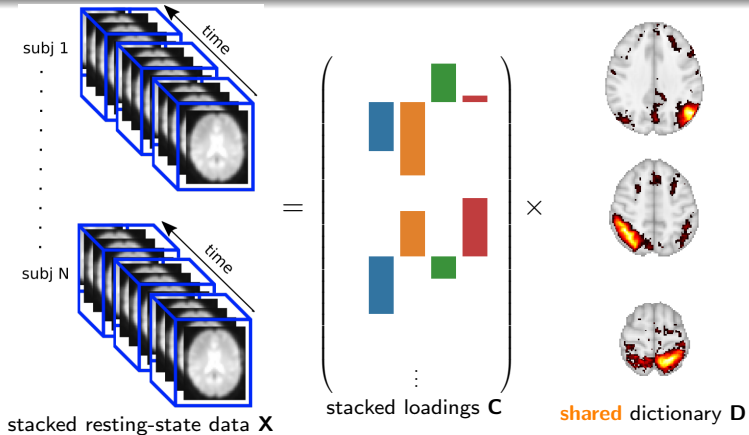 subj 1
time
subj N
time
=
×
⋮
stacked resting-state data X
stacked loadings C
shared dictionary D